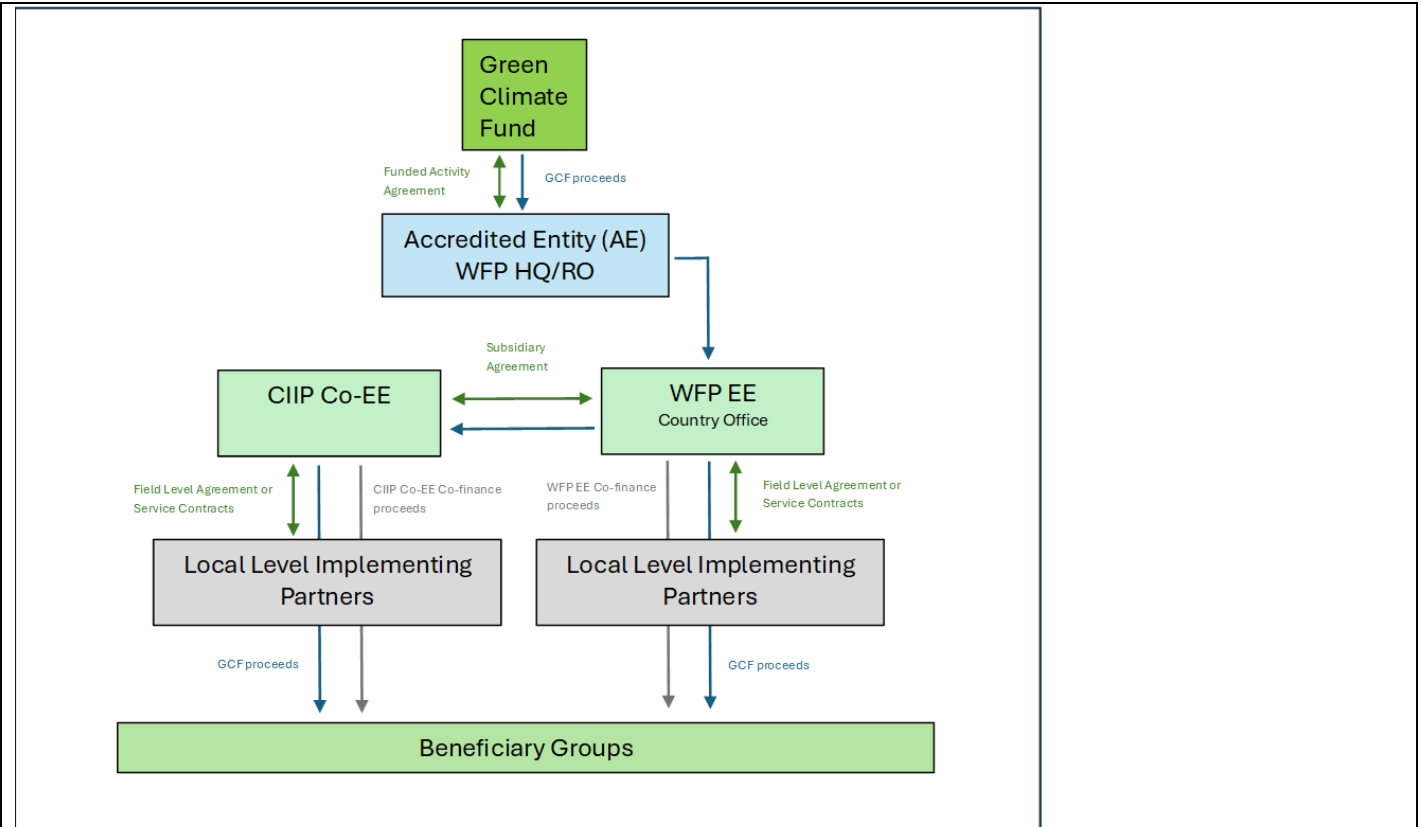 Green
Climate
Fund
Funded Activity
Agreement
GCF proceeds
Accredited Entity (AE)
WFP HQ/RO
Subsidiary
Agreement
CIIP Co-EE
WFP EE
Country Office
Field Level Agreement or
Service Contracts
CIIP Co-EE Co-finance
proceeds
WFP EE Co-finance
proceeds
Field Level Agreement or
Service Contracts
Local Level Implementing
Partners
Local Level Implementing
Partners
GCF proceeds
GCF proceeds
Beneficiary Groups